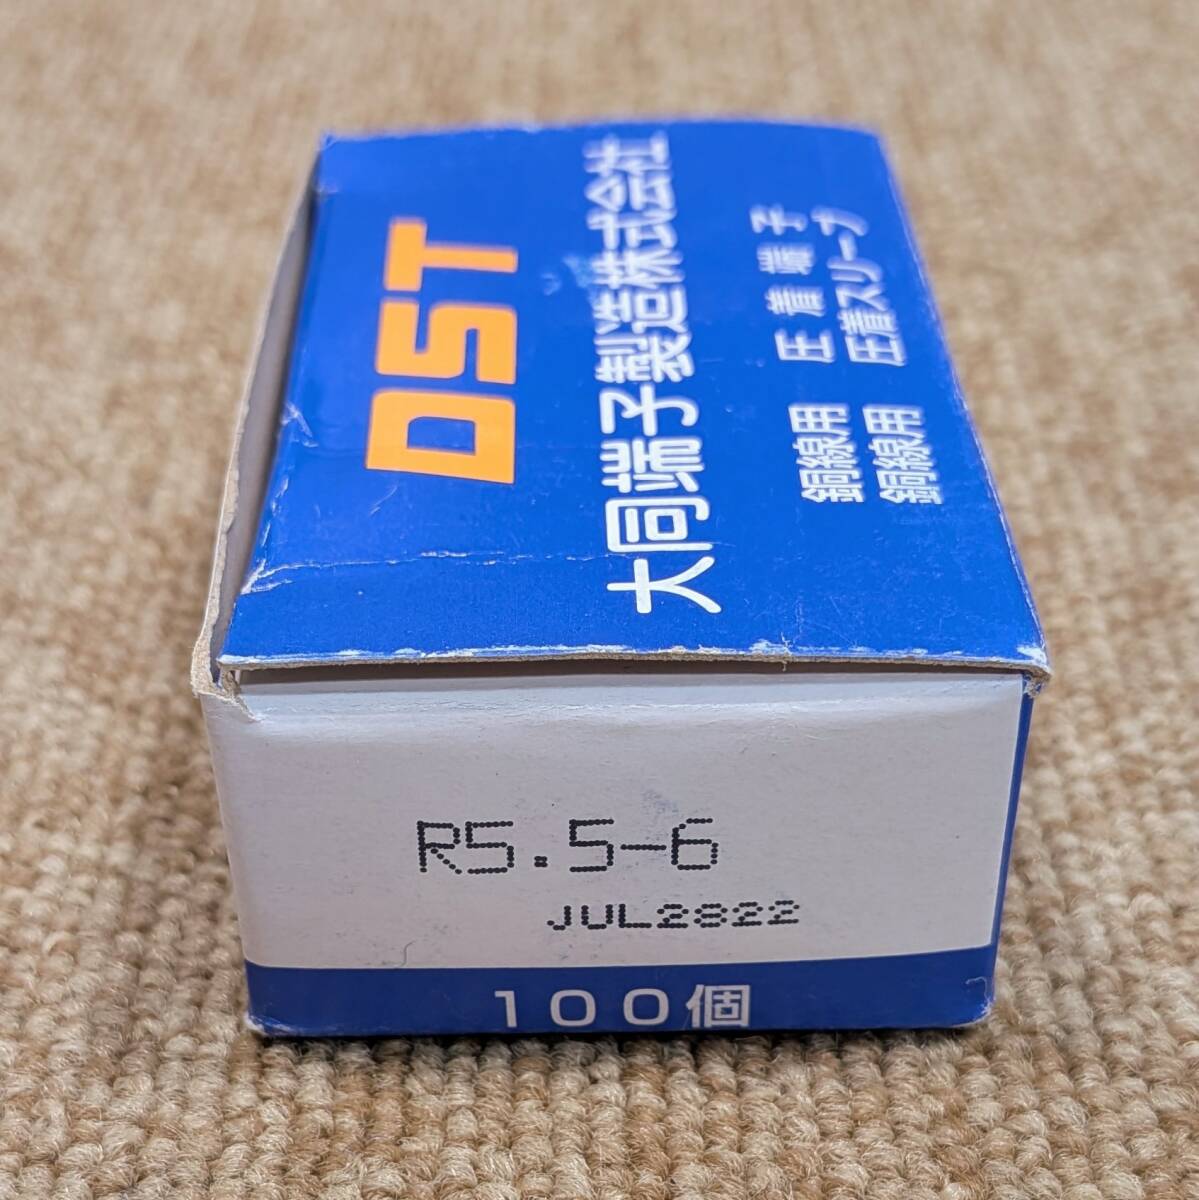 DST
大同端子製造株式会社
銅線用 圧着端子
銅線用 圧着スリーブ
R5.5-6
JUL2822
100個